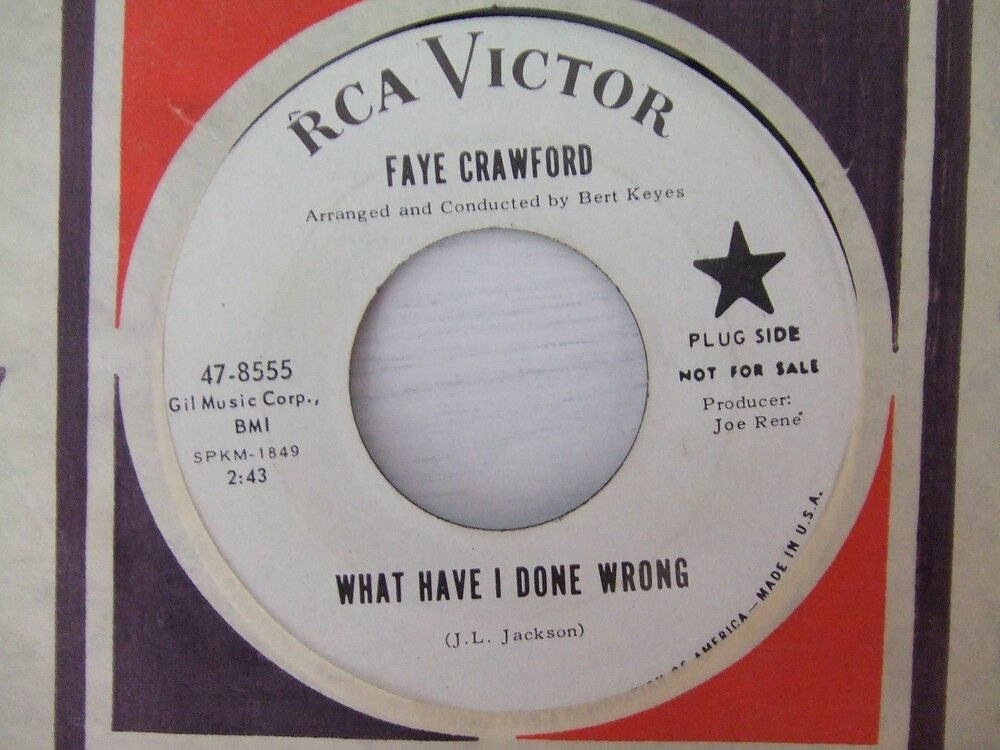 RCA VICTOR
FAYE CRAWFORD
Arranged and Conducted by Bert Keyes
PLUG SIDE
NOT FOR SALE
Producer:
Joe René
47-8555
Gil Music Corp.,
BMI
SPKM-1849
2:43
WHAT HAVE I DONE WRONG
(J.L. Jackson)
OF AMERICA—MADE IN U.S.A.